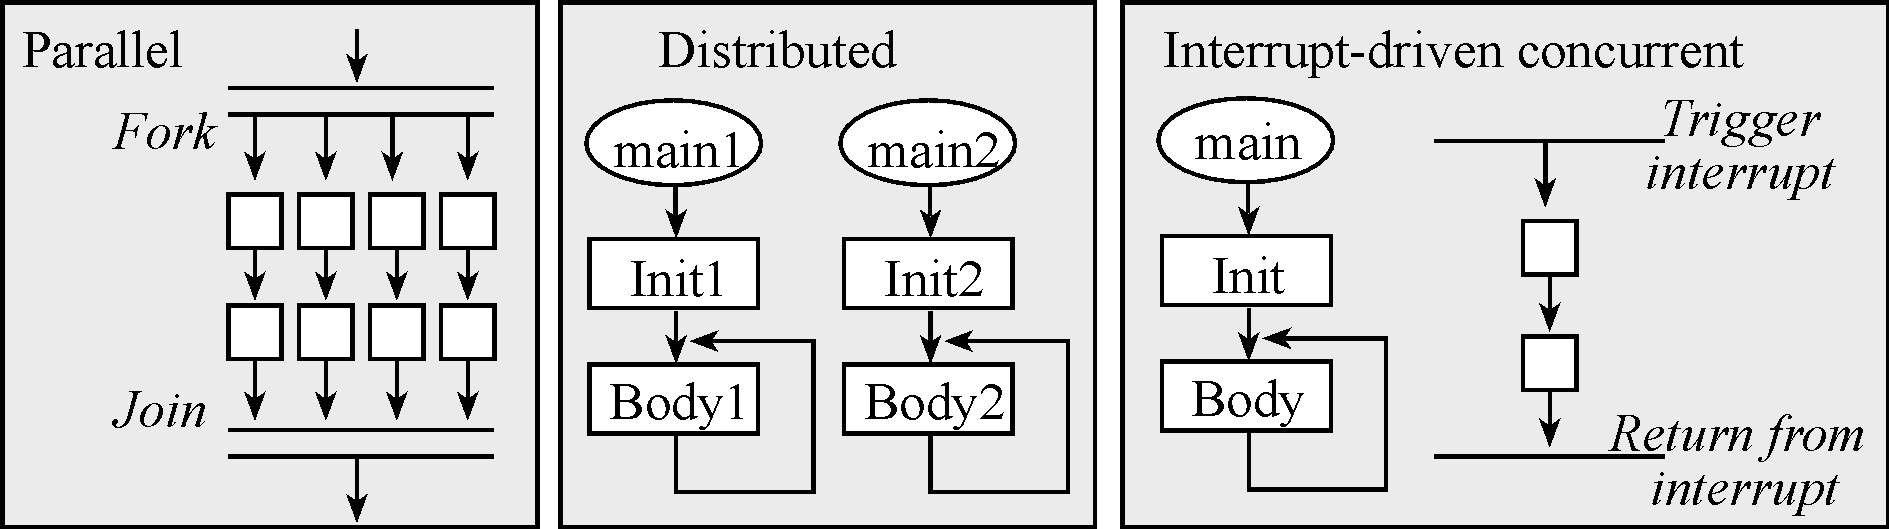 Parallel
Fork
Join
Distributed
main1
main2
Init1
Init2
Body1
Body2
Interrupt-driven concurrent
main
Init
Body
Trigger
interrupt
Return from
interrupt